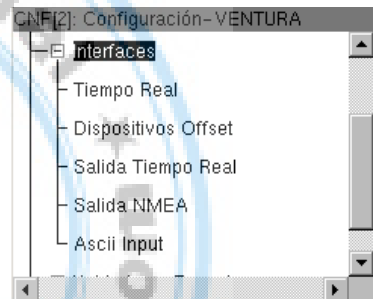 CNF[2]: Configuración-VENTURA
Interfaces
Tiempo Real
Dispositivos Offset
Salida Tiempo Real
Salida NMEA
Ascii Input